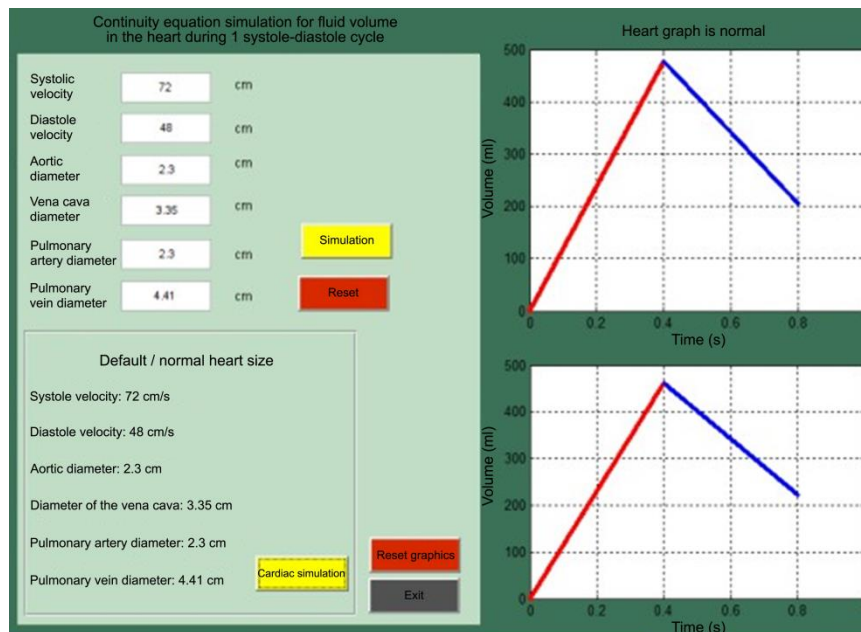 Continuity equation simulation for fluid volume
in the heart during 1 systole-diastole cycle
Systolic
velocity
72
cm
Diastole
velocity
48
cm
Aortic
diameter
2.3
cm
Vena cava
diameter
3.35
cm
Pulmonary
artery diameter
2.3
cm
Pulmonary
vein diameter
4.41
cm
Simulation
Reset
Default / normal heart size
Systole velocity: 72 cm/s
Diastole velocity: 48 cm/s
Aortic diameter: 2.3 cm
Diameter of the vena cava: 3.35 cm
Pulmonary artery diameter: 2.3 cm
Pulmonary vein diameter: 4.41 cm
Cardiac simulation
Reset graphics
Exit
Heart graph is normal
Volume (ml)
500
400
300
200
100
0
0 0.2 0.4 0.6 0.8
Time (s)
Volume (ml)
500
400
300
200
100
0
0 0.2 0.4 0.6 0.8
Time (s)